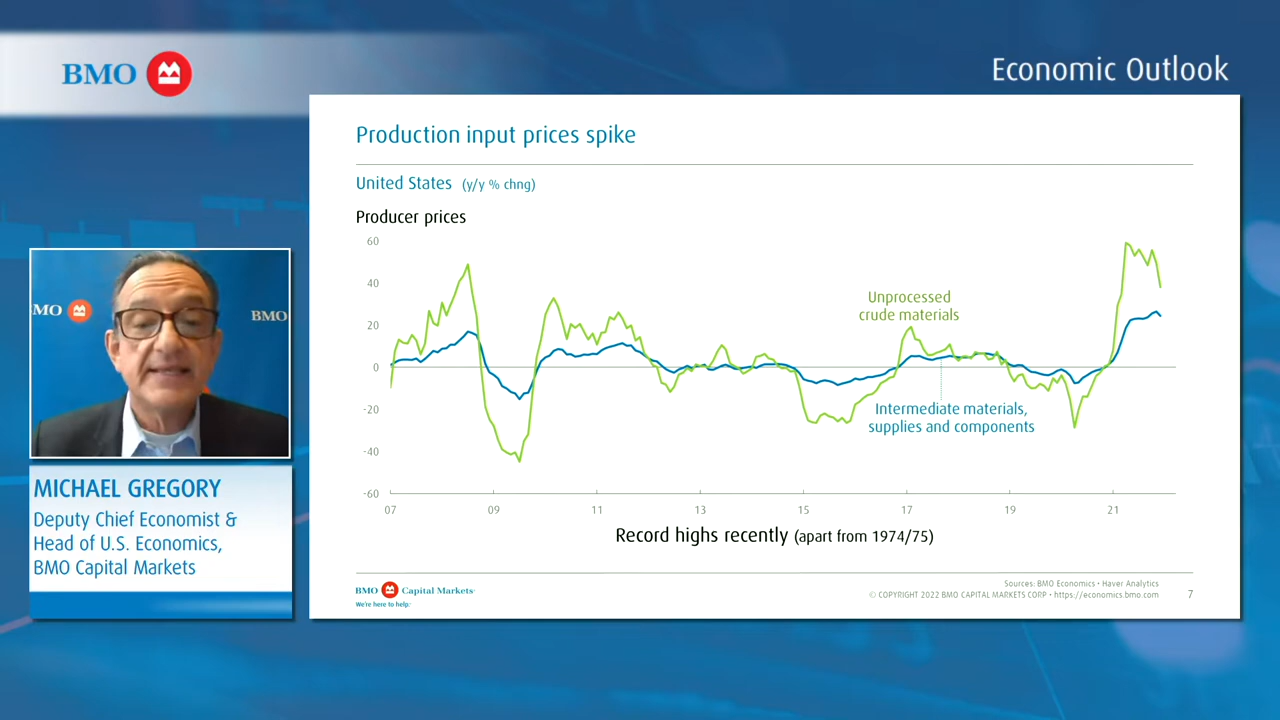 BMO
Economic Outlook
Production input prices spike
United States (y/y % chng)
Producer prices
60
40
20
0
-20
-40
-60
Unprocessed
crude materials
Intermediate materials,
supplies and components
07 09 11 13 15 17 19 21
Record highs recently (apart from 1974/75)
BMO Capital Markets
We're here to help.
Sources: BMO Economics • Haver Analytics
© COPYRIGHT 2022 BMO CAPITAL MARKETS CORP • https://economics.bmo.com
7
MO
BMO
MICHAEL GREGORY
Deputy Chief Economist &
Head of U.S. Economics,
BMO Capital Markets